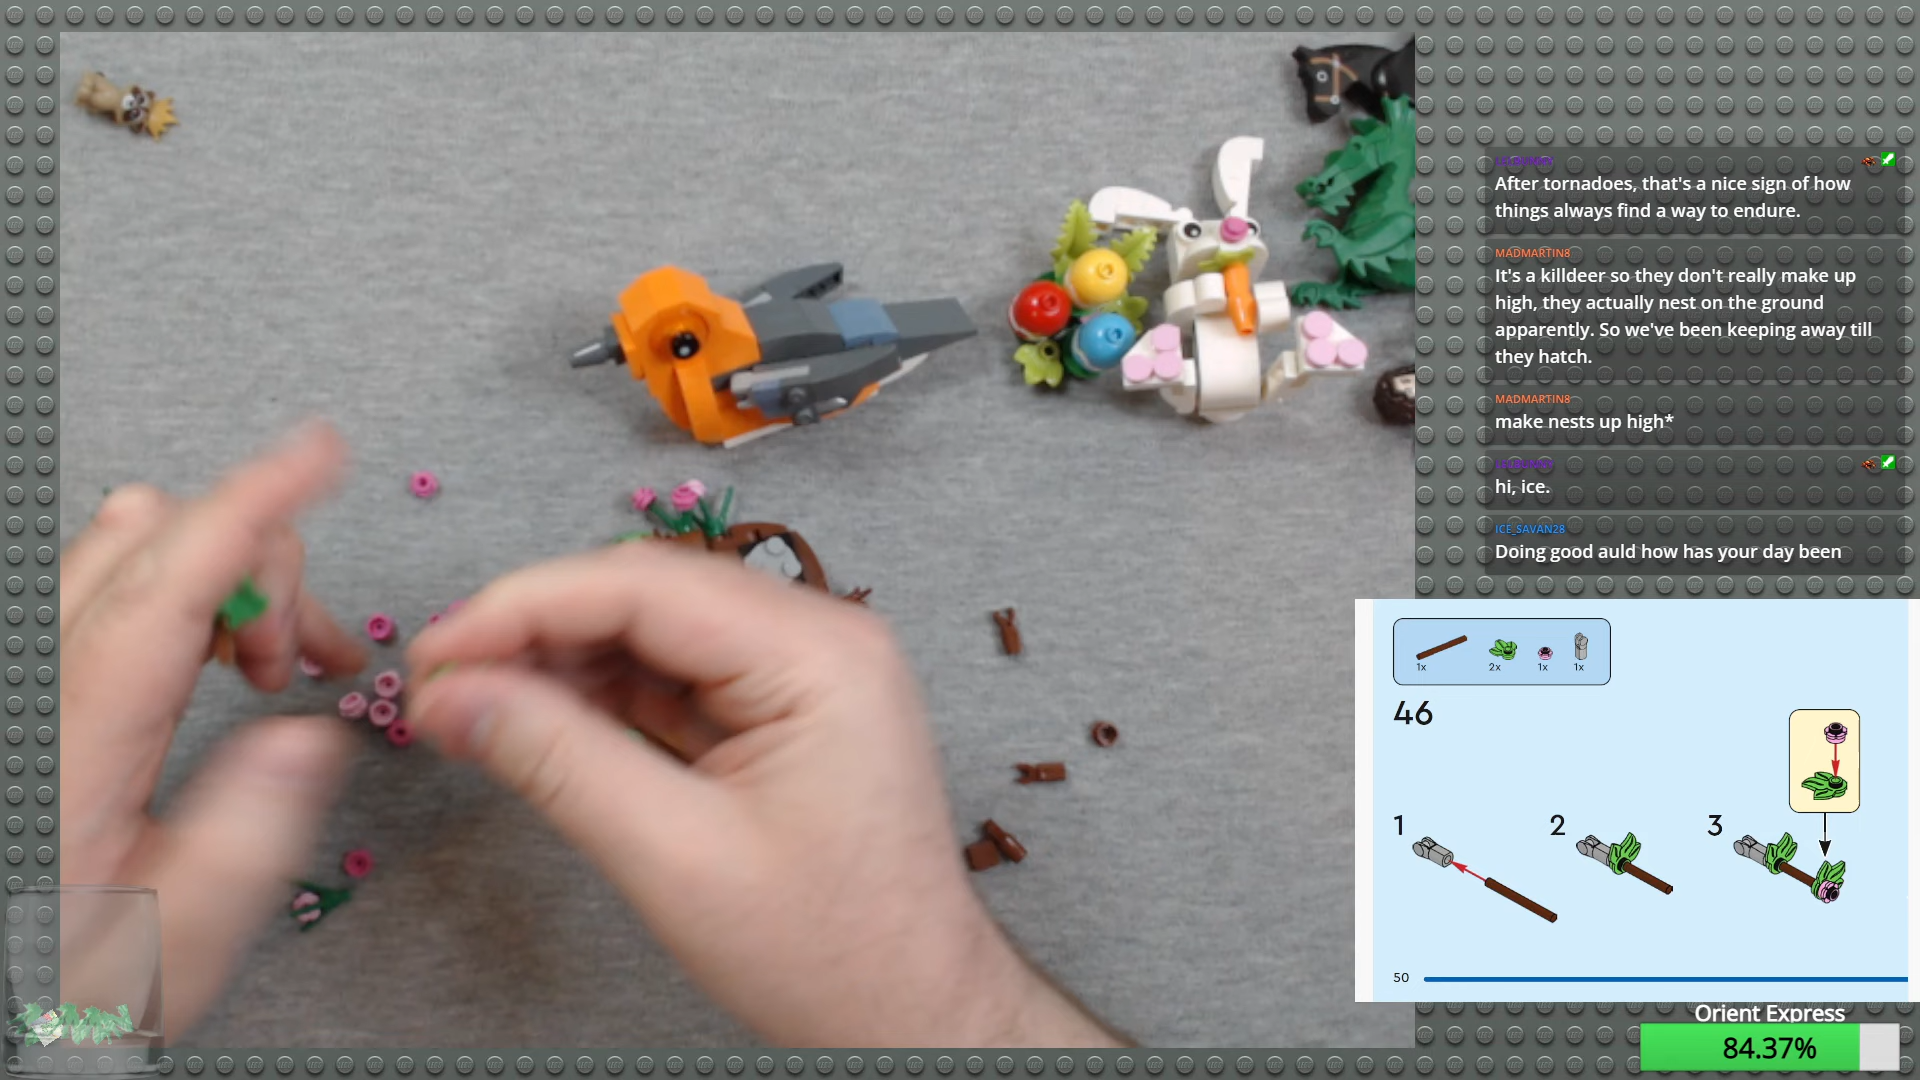 After tornadoes, that's a nice sign of how
things always find a way to endure.
MADMARTIN8
It's a killdeer so they don't really make up
high, they actually nest on the ground
apparently. So we've been keeping away till
they hatch.
MADMARTIN8
make nests up high*
hi, ice.
ICE_SAVAN28
Doing good auld how has your day been
1x 2x 1x 1x
46
1 2 3
50
Orient Express
84.37%